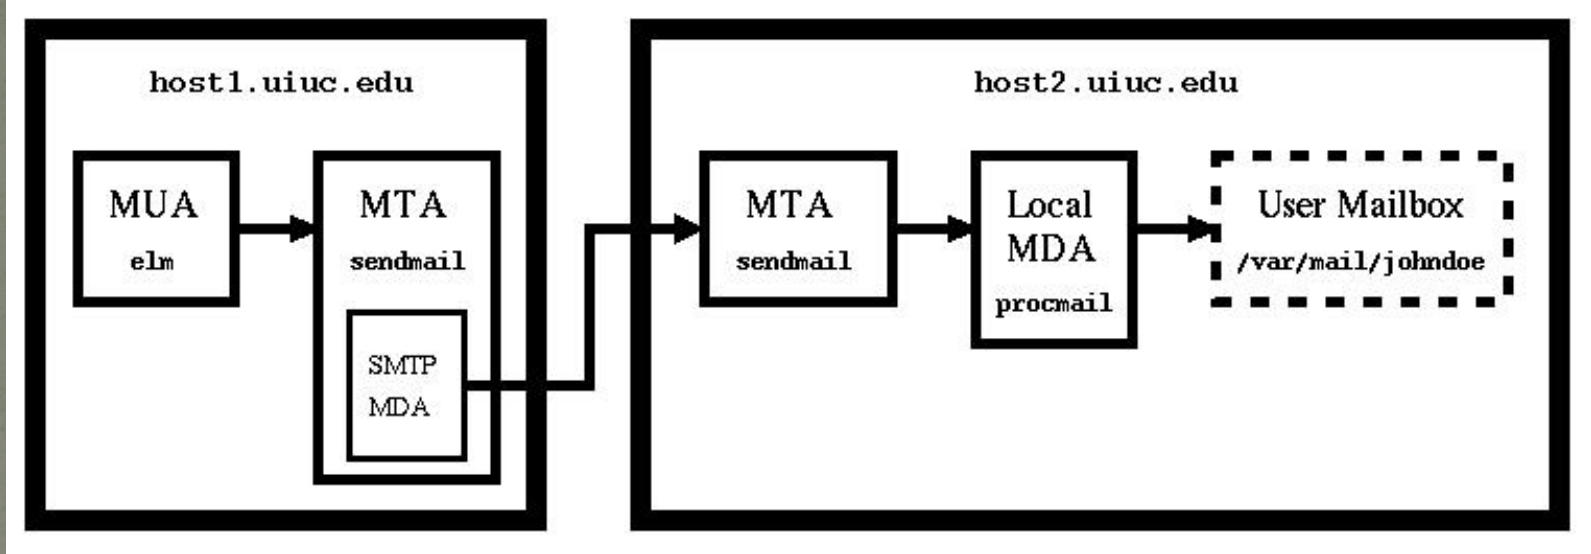 host1.uiuc.edu
MUA
elm
MTA
sendmail
SMTP
MDA
host2.uiuc.edu
MTA
sendmail
Local
MDA
procmail
User Mailbox
/var/mail/johndoe